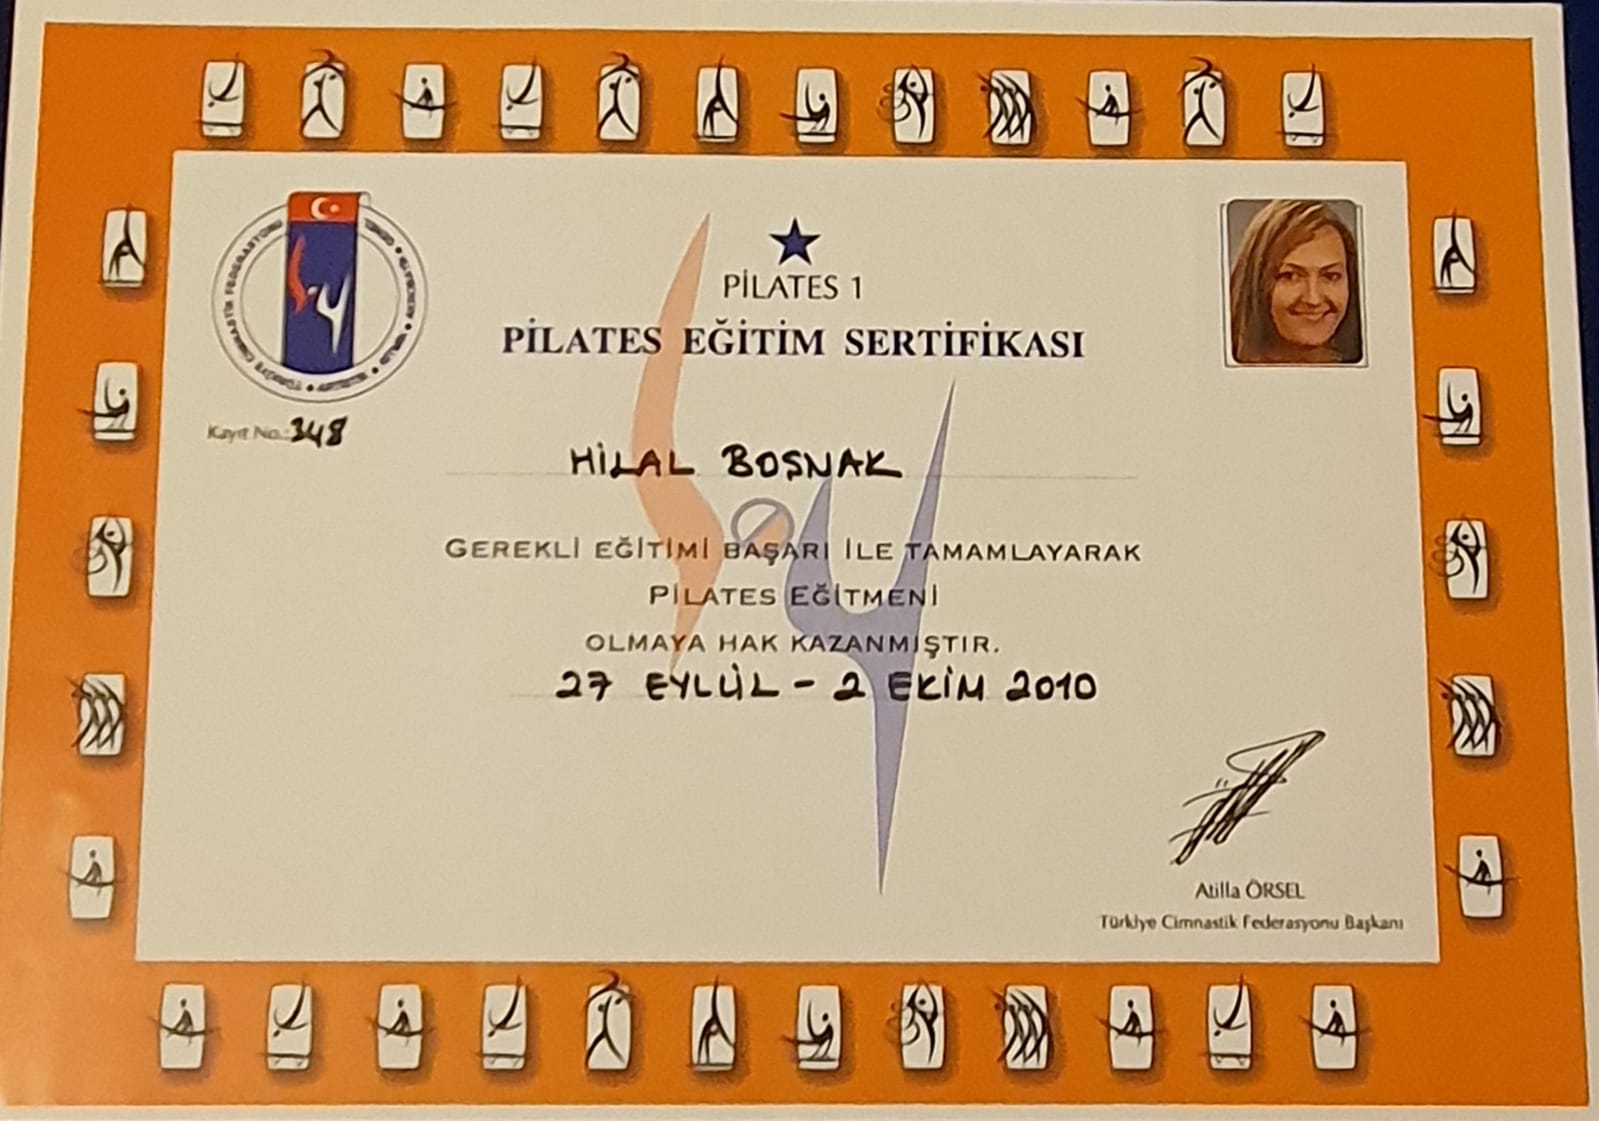 PİLATES 1
PİLATES EĞİTİM SERTİFİKASI
Kayıt No.: 348
HİLAL BOŞNAK
GEREKLİ EĞİTİMİ BAŞARI İLE TAMAMLAYARAK
PİLATES EĞİTMENİ
OLMAYA HAK KAZANMIŞTIR.
27 EYLÜL - 2 EKİM 2010
Atilla ÖRSEL
Türkiye Cimnastik Federasyonu Başkanı